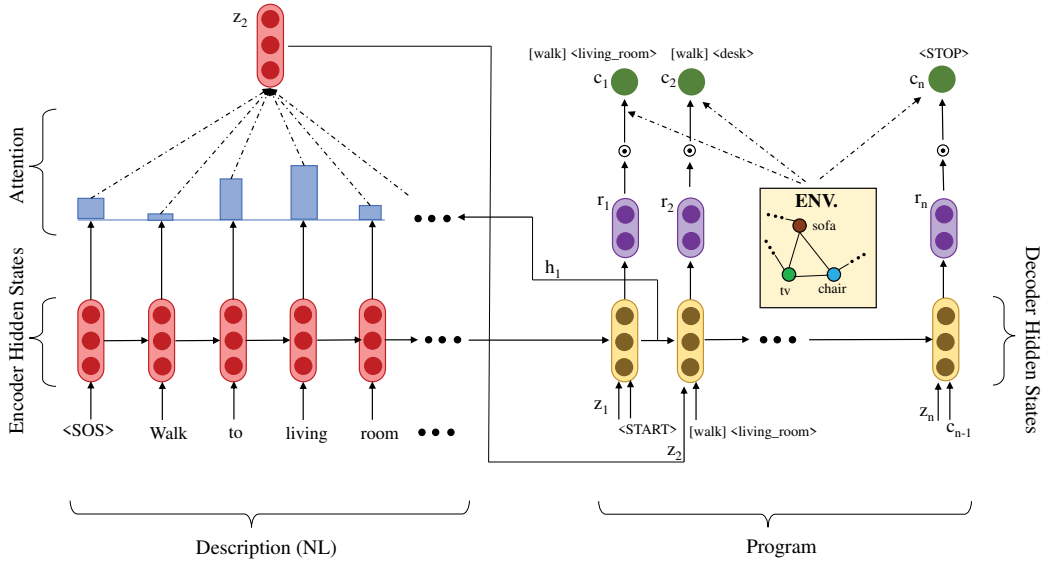 z2
[walk] <living_room>
[walk] <desk>
<STOP>
c1
c2
cn
Attention
r1
r2
rn
ENV.
sofa
tv
chair
h1
Encoder Hidden States
Decoder Hidden States
<SOS>
Walk
to
living
room
z1
<START>
z2
[walk] <living_room>
zn
cn-1
Description (NL)
Program